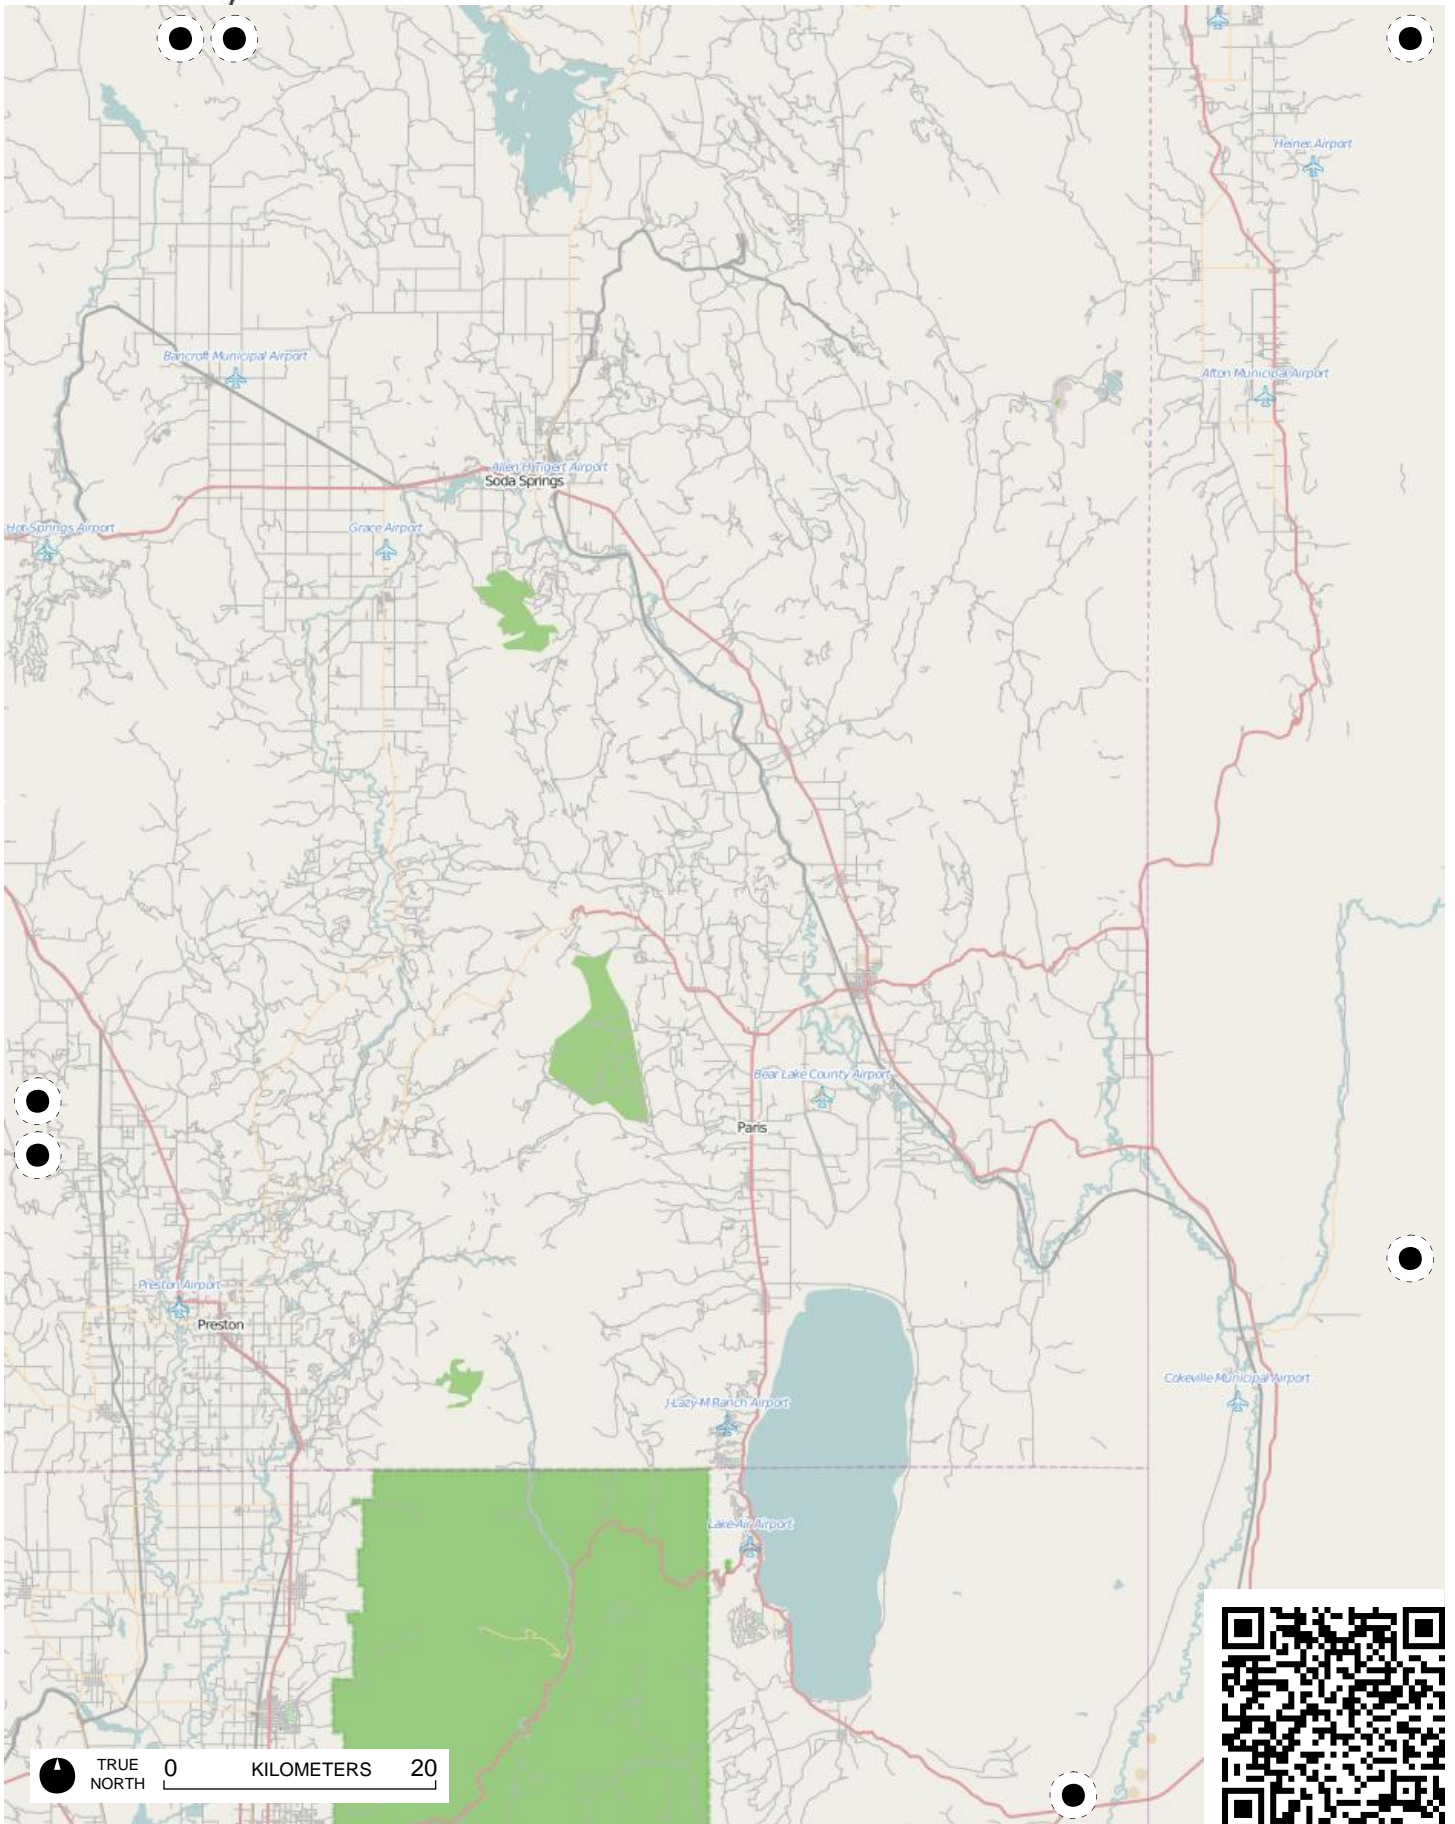 Heiner Airport
Bancroft Municipal Airport
Afton Municipal Airport
Allen H Tigert Airport
Soda Springs
Hot Springs Airport
Grace Airport
Bear Lake County Airport
Paris
Preston Airport
Preston
Cokeville Municipal Airport
J-Lazy-M Ranch Airport
Lake Air Airport
TRUE
NORTH
0 KILOMETERS 20